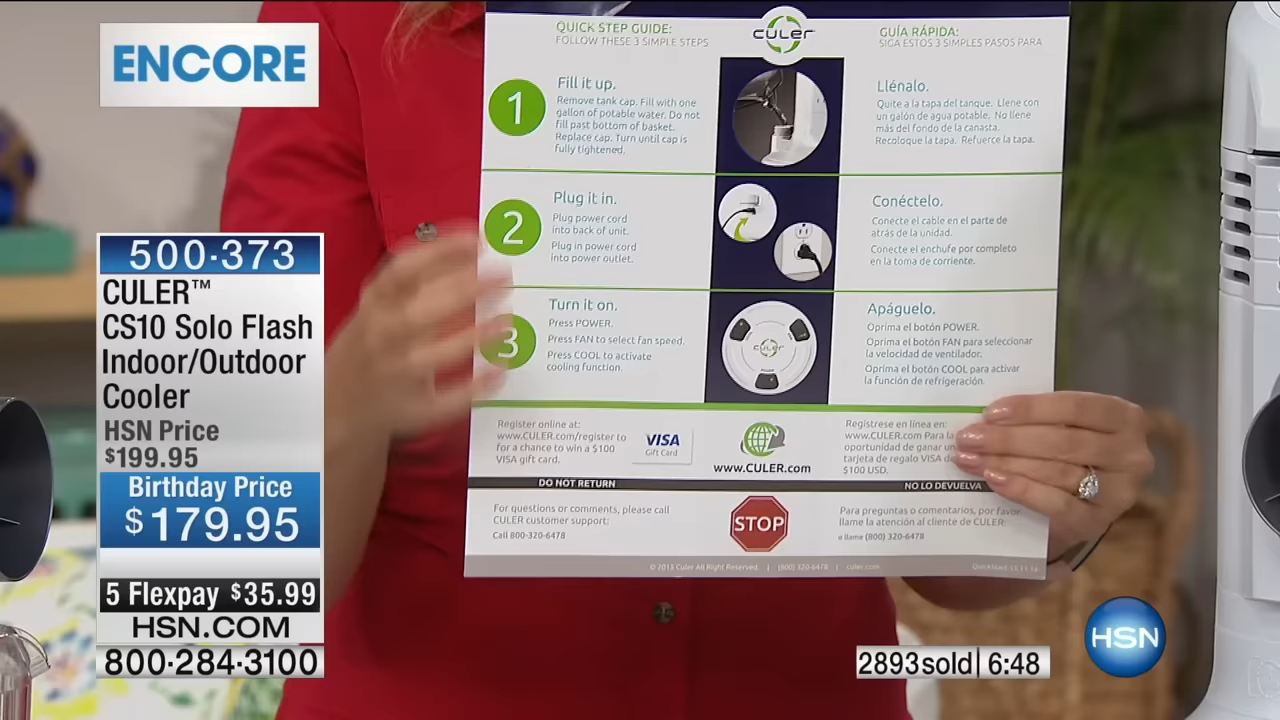 ENCORE
500-373
CULER™
CS10 Solo Flash
Indoor/Outdoor
Cooler
HSN Price
$199.95
Birthday Price
$179.95
5 Flexpay $35.99
HSN.COM
800-284-3100
QUICK STEP GUIDE:
FOLLOW THESE 3 SIMPLE STEPS
culer
GUÍA RÁPIDA:
SIGA ESTOS 3 SIMPLES PASOS PARA
1
Fill it up.
Remove tank cap. Fill with one
gallon of potable water. Do not
fill past bottom of basket.
Replace cap. Turn until cap is
fully tightened.
Llénalo.
Quite a la tapa del tanque. Llene con
un galón de agua potable. No llene
más del fondo de la canasta.
Recoloque la tapa. Refuerce la tapa.
2
Plug it in.
Plug power cord
into back of unit.
Plug in power cord
into power outlet.
Conéctelo.
Conecte el cable en el parte de
atrás de la unidad.
Conecte el enchufe por completo
en la toma de corriente.
3
Turn it on.
Press POWER.
Press FAN to select fan speed.
Press COOL to activate
cooling function.
culer
Apáguelo.
Oprima el botón POWER.
Oprima el botón FAN para seleccionar
la velocidad de ventilador.
Oprima el botón COOL para activar
la función de refrigeración.
Register online at:
www.CULER.com/register to
for a chance to win a $100
VISA gift card.
VISA
Gift Card
www.CULER.com
Regístrese en línea en:
www.CULER.com Para la
oportunidad de ganar un
tarjeta de regalo VISA de
$100 USD.
DO NOT RETURN
NO LO DEVUELVA
For questions or comments, please call
CULER customer support:
Call 800-320-6478
STOP
Para preguntas o comentarios, por favor
llame la atención al cliente de CULER:
o llame (800) 320-6478
© 2015 Culer All Right Reserved. | (800) 320-6478 | culer.com
HSN
2893 sold | 6:48